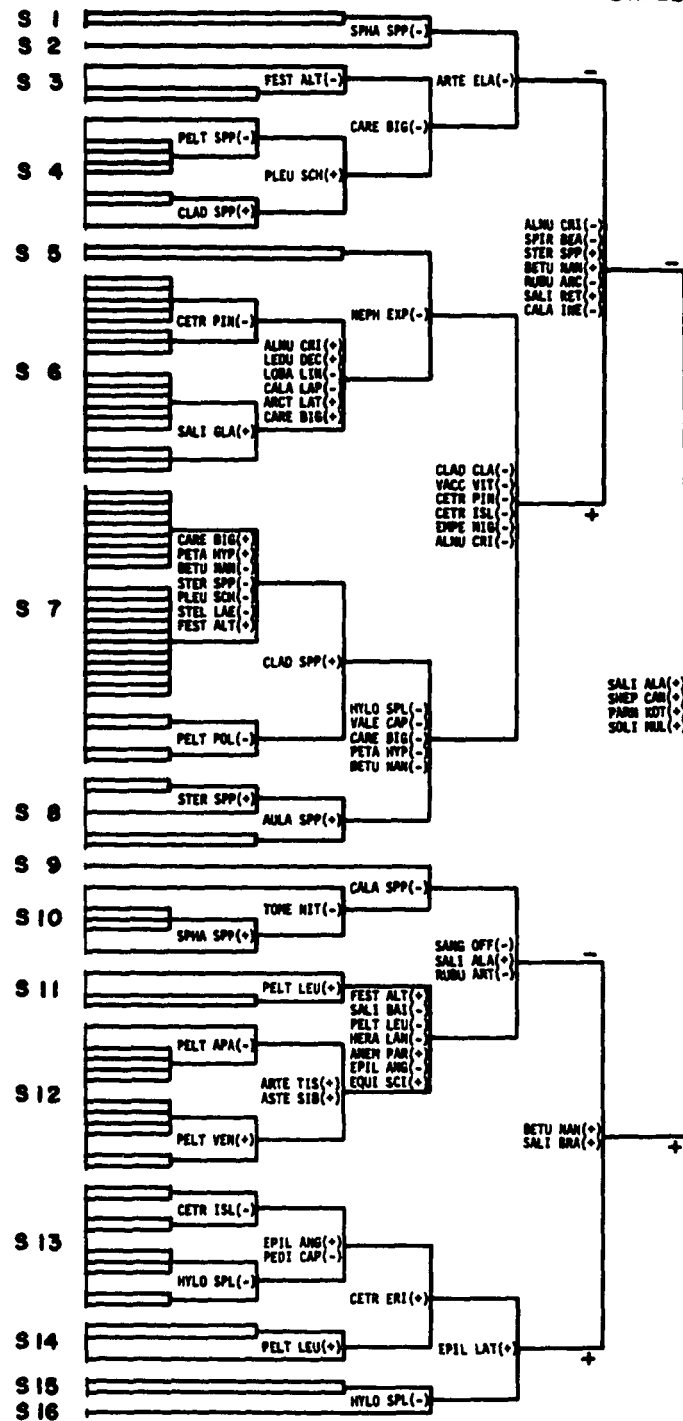 S 1
SPHA SPP(-)
S 2
S 3
FEST ALT(-)
ARTE ELA(-)
-
CARE BIG(-)
PELT SPP(-)
S 4
PLEU SCH(+)
CLAD SPP(+)
ALNU CRI(-)
SPIR BEA(-)
STER SPP(+)
BETU NAN(+)
RUBU ARC(-)
SALI RET(+)
CALA INE(-)
-
S 5
NEPH EXP(-)
CETR PIN(-)
ALNU CRI(+)
LEDU DEC(+)
LOBA LIN(-)
CALA LAP(-)
ARCT LAT(+)
CARE BIG(+)
S 6
SALI GLA(+)
CLAD CLA(-)
VACC VIT(-)
CETR PIN(-)
CETR ISL(-)
EMPE NIG(-)
ALNU CRI(-)
+
CARE BIG(+)
PETA HYP(+)
BETU NAN(-)
STER SPP(-)
PLEU SCH(-)
STEL LAE(-)
FEST ALT(+)
S 7
CLAD SPP(+)
SALI ALA(+)
SHEP CAN(+)
PARN KOT(+)
SOLI MUL(+)
HYLO SPL(-)
VALE CAP(-)
CARE BIG(-)
PETA HYP(-)
BETU NAN(-)
PELT POL(-)
STER SPP(+)
S 8
AULA SPP(+)
S 9
CALA SPP(-)
S 10
TOME NIT(-)
SPHA SPP(+)
SANG OFF(-)
SALI ALA(+)
RUBU ART(-)
-
S 11
PELT LEU(+)
FEST ALT(+)
SALI BAI(-)
PELT LEU(-)
HERA LAN(-)
ANEM PAR(+)
EPIL ANG(-)
EQUI SCI(+)
PELT APA(-)
S 12
ARTE TIS(+)
ASTE SIB(+)
PELT VEN(+)
BETU NAN(+)
SALI BRA(+)
+
CETR ISL(-)
S 13
EPIL ANG(+)
PEDI CAP(-)
HYLO SPL(-)
CETR ERI(+)
S 14
PELT LEU(+)
EPIL LAT(+)
+
S 15
HYLO SPL(-)
S 16